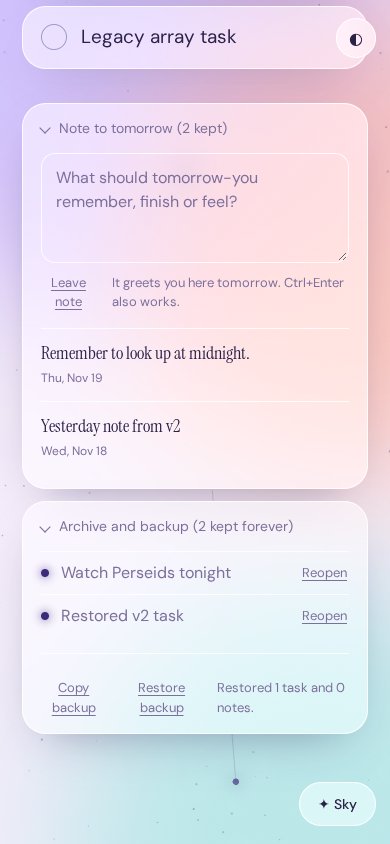 Legacy array task
Note to tomorrow (2 kept)
What should tomorrow-you
remember, finish or feel?
Leave
note
It greets you here tomorrow. Ctrl+Enter
also works.
Remember to look up at midnight.
Thu, Nov 19
Yesterday note from v2
Wed, Nov 18
Archive and backup (2 kept forever)
Watch Perseids tonight
Reopen
Restored v2 task
Reopen
Copy
backup
Restore
backup
Restored 1 task and 0
notes.
✦ Sky